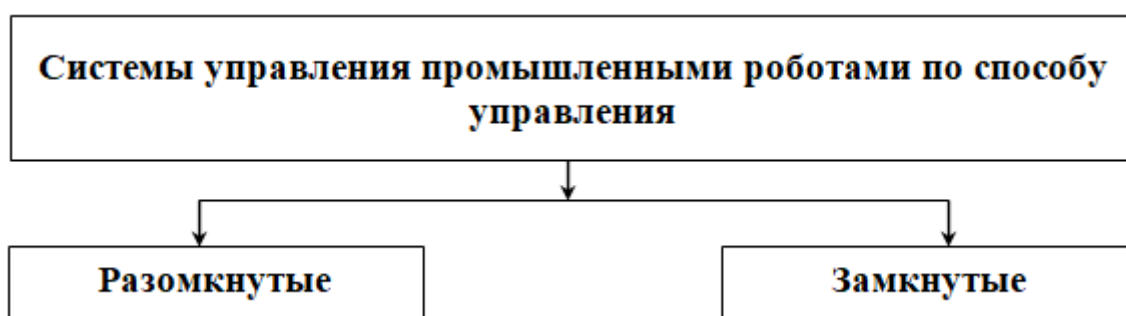 Системы управления промышленными роботами по способу
управления
Разомкнутые
Замкнутые